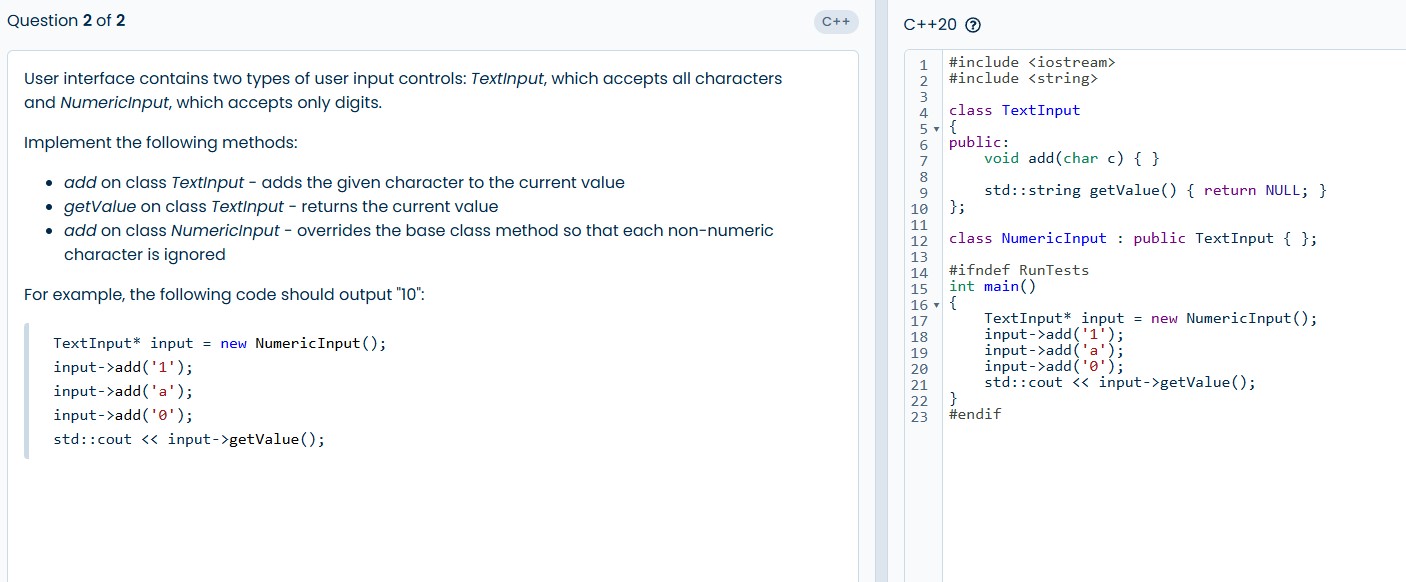 Question 2 of 2
C++
User interface contains two types of user input controls: TextInput, which accepts all characters
and NumericInput, which accepts only digits.
Implement the following methods:
• add on class TextInput - adds the given character to the current value
• getValue on class TextInput - returns the current value
• add on class NumericInput - overrides the base class method so that each non-numeric
character is ignored
For example, the following code should output "10":
TextInput* input = new NumericInput();
input->add('1');
input->add('a');
input->add('0');
std::cout << input->getValue();
C++20 ?
1 #include <iostream>
2 #include <string>
3
4 class TextInput
5 {
6 public:
7     void add(char c) { }
8
9     std::string getValue() { return NULL; }
10 };
11
12 class NumericInput : public TextInput { };
13
14 #ifndef RunTests
15 int main()
16 {
17     TextInput* input = new NumericInput();
18     input->add('1');
19     input->add('a');
20     input->add('0');
21     std::cout << input->getValue();
22 }
23 #endif